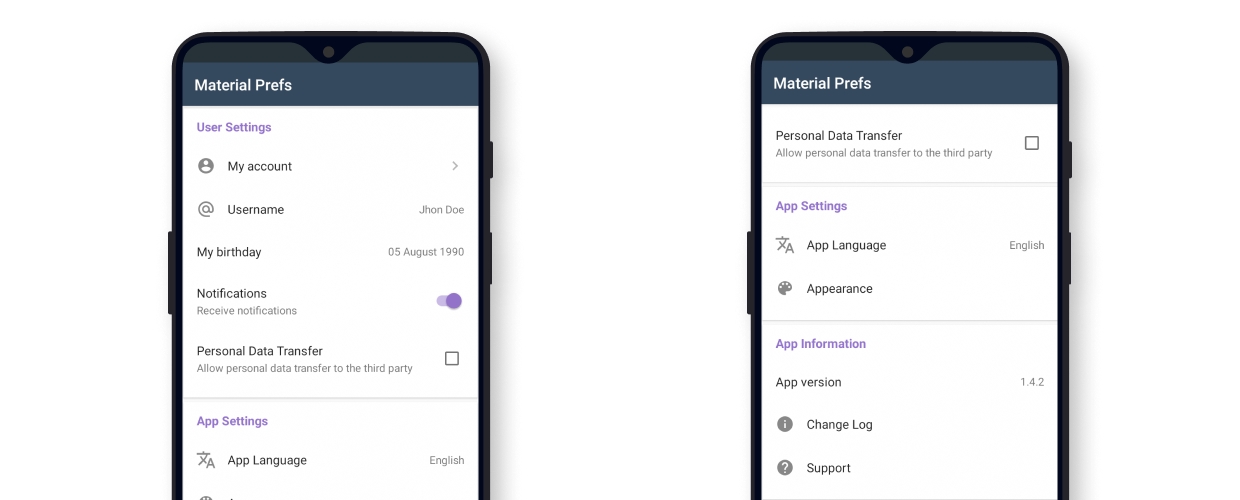 Material Prefs
User Settings
My account
Username
Jhon Doe
My birthday
05 August 1990
Notifications
Receive notifications
Personal Data Transfer
Allow personal data transfer to the third party
App Settings
App Language
English
Material Prefs
Personal Data Transfer
Allow personal data transfer to the third party
App Settings
App Language
English
Appearance
App Information
App version
1.4.2
Change Log
Support